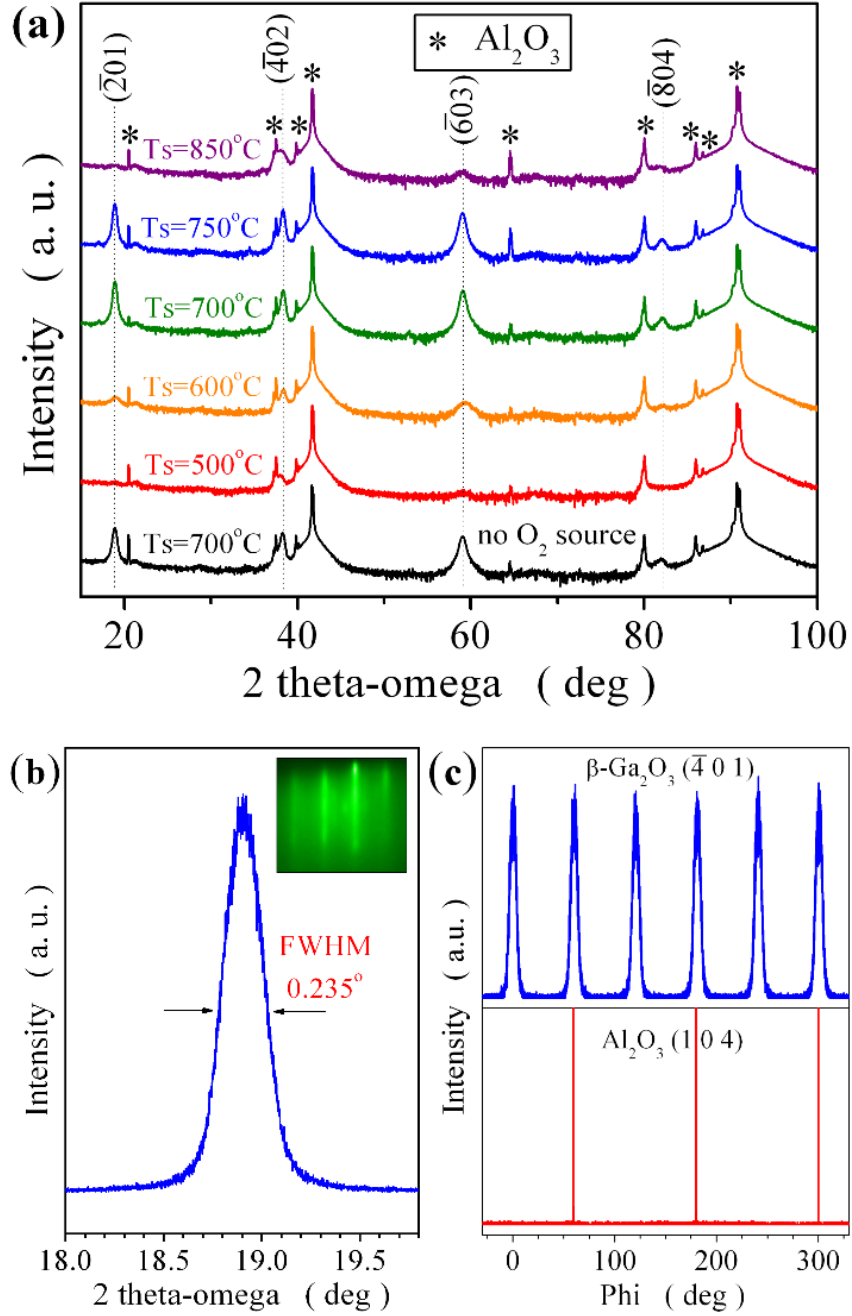 (a)
* Al₂O₃
(2̅01)
(4̅02)
(6̅03)
(8̅04)
* * * * * * * * *
Ts=850°C
Ts=750°C
Ts=700°C
Ts=600°C
Ts=500°C
Ts=700°C
no O₂ source
Intensity ( a. u. )
20 40 60 80 100
2 theta-omega ( deg )
(b)
FWHM
0.235°
Intensity ( a. u. )
18.0 18.5 19.0 19.5
2 theta-omega ( deg )
(c)
β-Ga₂O₃ (4̅ 0 1)
Al₂O₃ (1 0 4)
Intensity ( a.u. )
0 100 200 300
Phi ( deg )